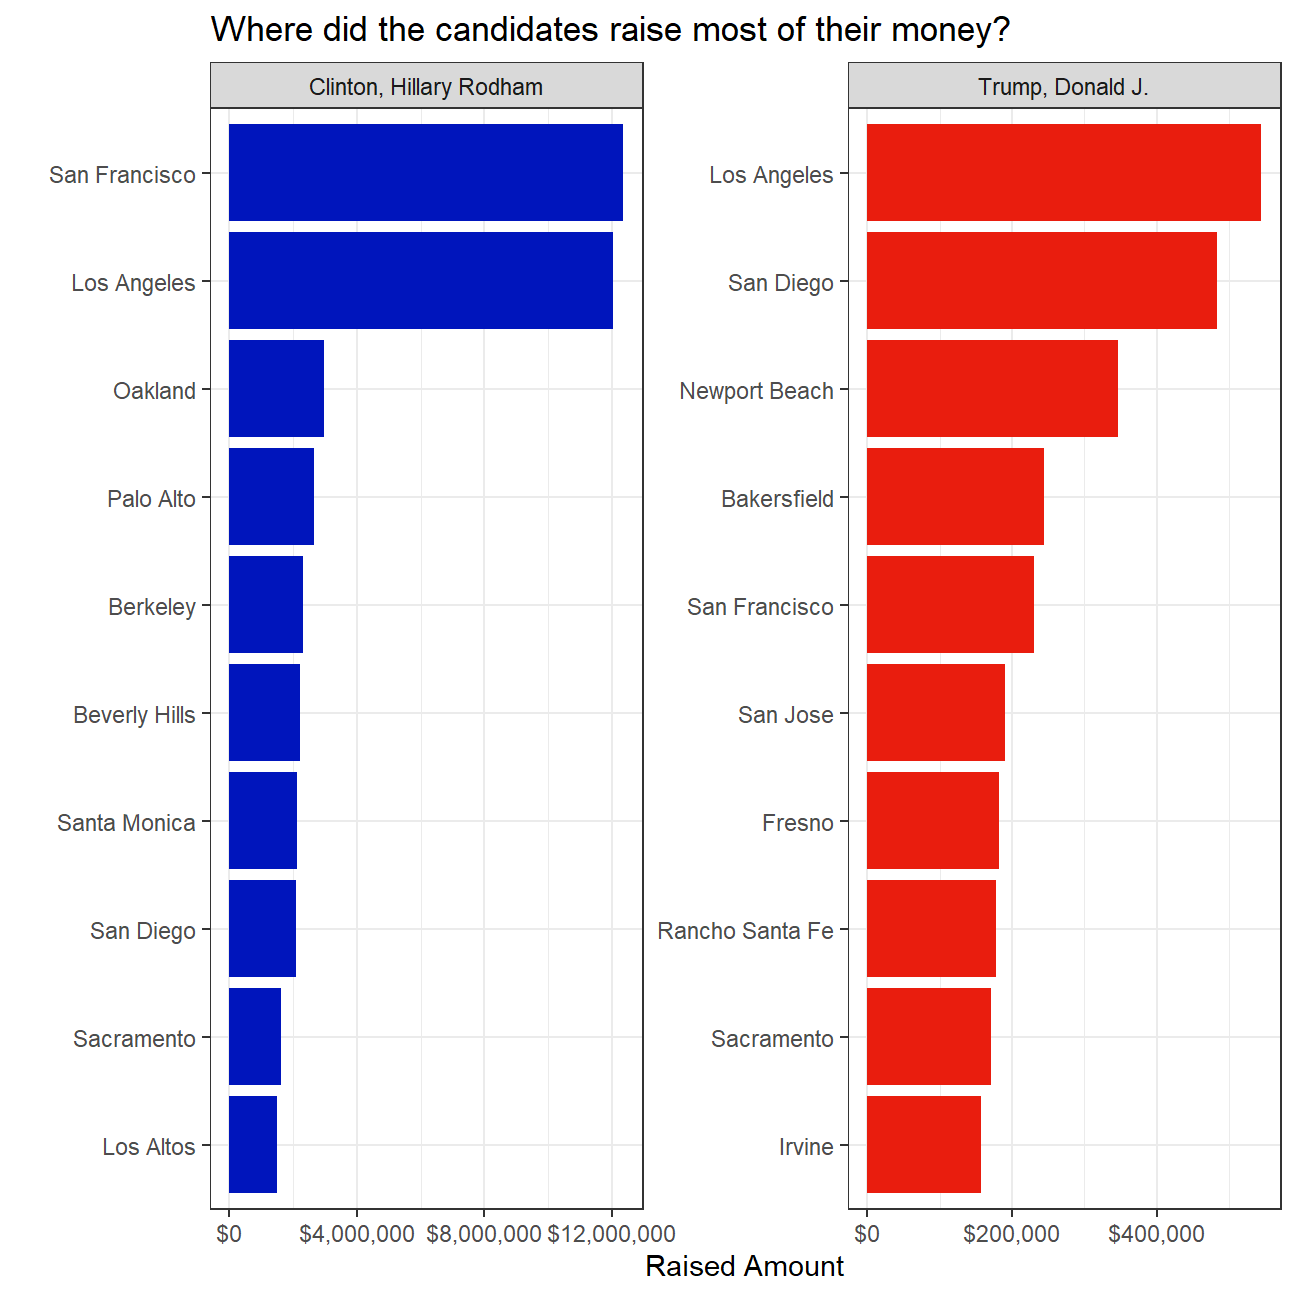 Where did the candidates raise most of their money?
Clinton, Hillary Rodham
San Francisco
Los Angeles
Oakland
Palo Alto
Berkeley
Beverly Hills
Santa Monica
San Diego
Sacramento
Los Altos
$0 $4,000,000 $8,000,000 $12,000,000
Trump, Donald J.
Los Angeles
San Diego
Newport Beach
Bakersfield
San Francisco
San Jose
Fresno
Rancho Santa Fe
Sacramento
Irvine
$0 $200,000 $400,000
Raised Amount